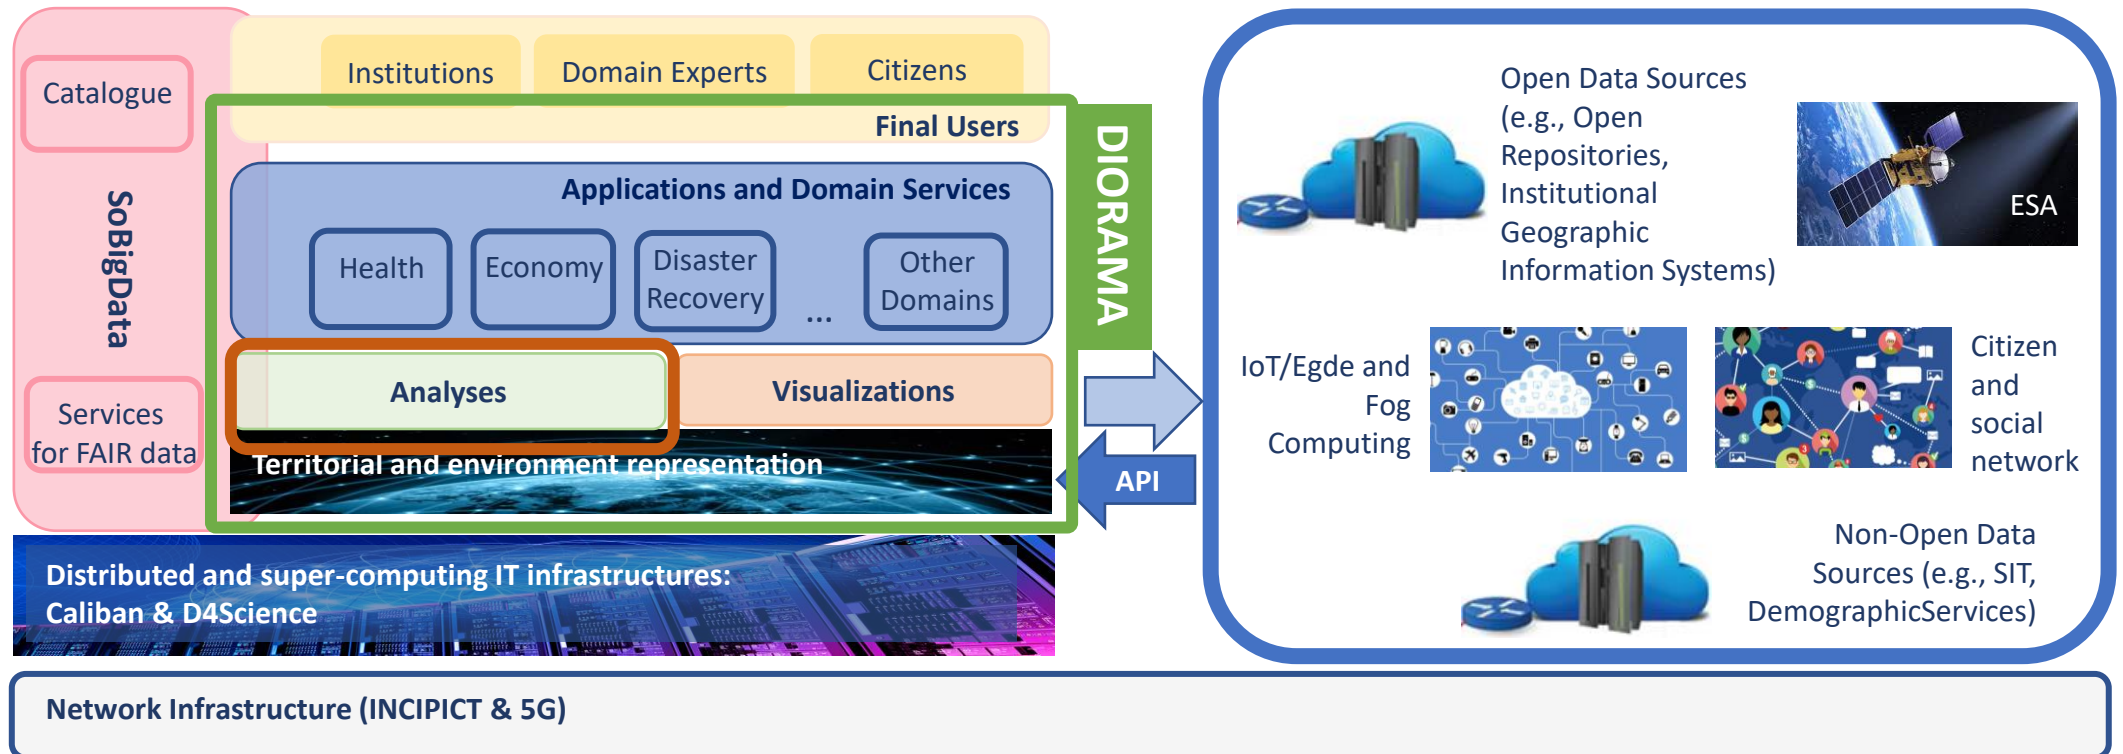 Catalogue
SoBigData
Services
for FAIR data
Institutions
Domain Experts
Citizens
Final Users
DIORAMA
Applications and Domain Services
Health
Economy
Disaster
Recovery
...
Other
Domains
Analyses
Visualizations
Territorial and environment representation
API
Distributed and super-computing IT infrastructures:
Caliban & D4Science
Open Data Sources
(e.g., Open
Repositories,
Institutional
Geographic
Information Systems)
ESA
IoT/Egde and
Fog
Computing
Citizen
and
social
network
Non-Open Data
Sources (e.g., SIT,
DemographicServices)
Network Infrastructure (INCIPICT & 5G)